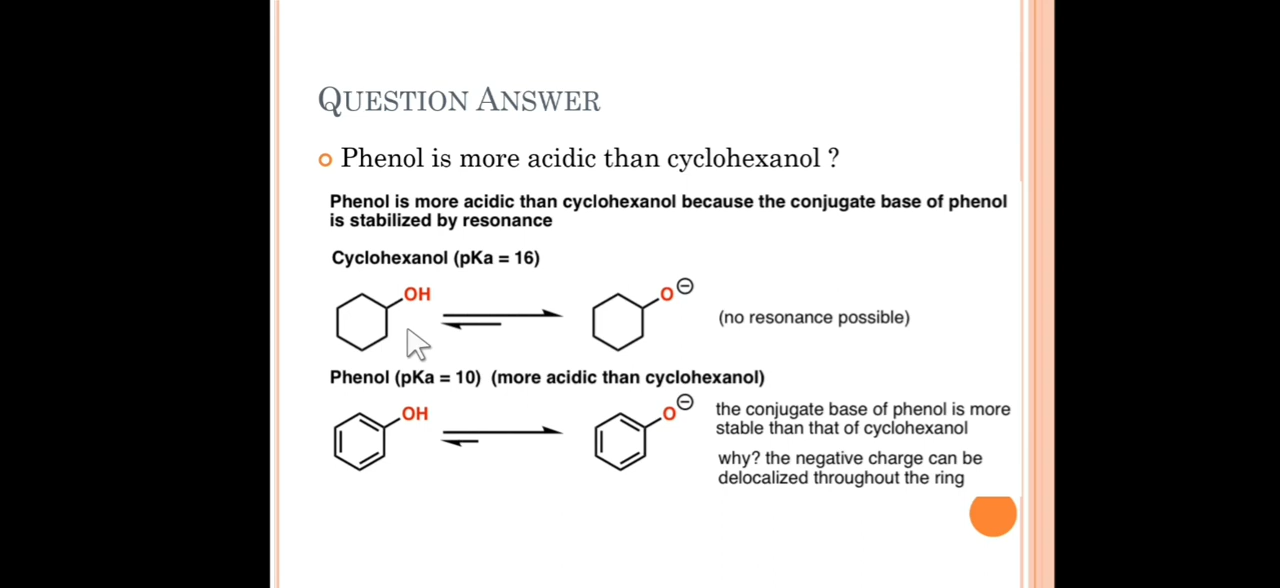 QUESTION ANSWER
Phenol is more acidic than cyclohexanol ?
Phenol is more acidic than cyclohexanol because the conjugate base of phenol
is stabilized by resonance
Cyclohexanol (pKa = 16)
OH
O⊖
(no resonance possible)
Phenol (pKa = 10) (more acidic than cyclohexanol)
OH
O⊖
the conjugate base of phenol is more
stable than that of cyclohexanol
why? the negative charge can be
delocalized throughout the ring